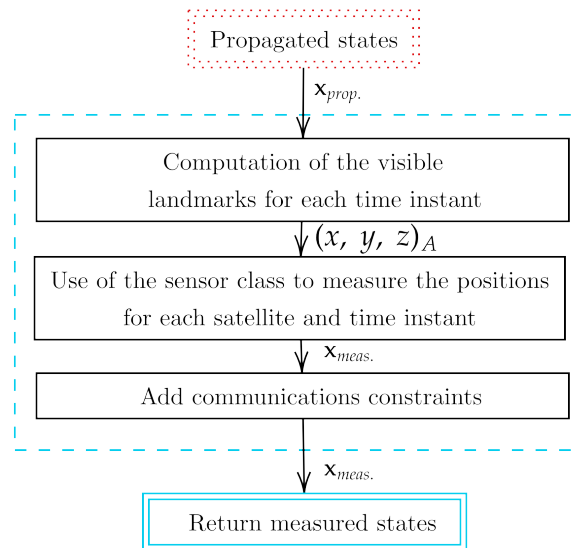 Propagated states
x_prop.
Computation of the visible
landmarks for each time instant
(x, y, z)_A
Use of the sensor class to measure the positions
for each satellite and time instant
x_meas.
Add communications constraints
x_meas.
Return measured states